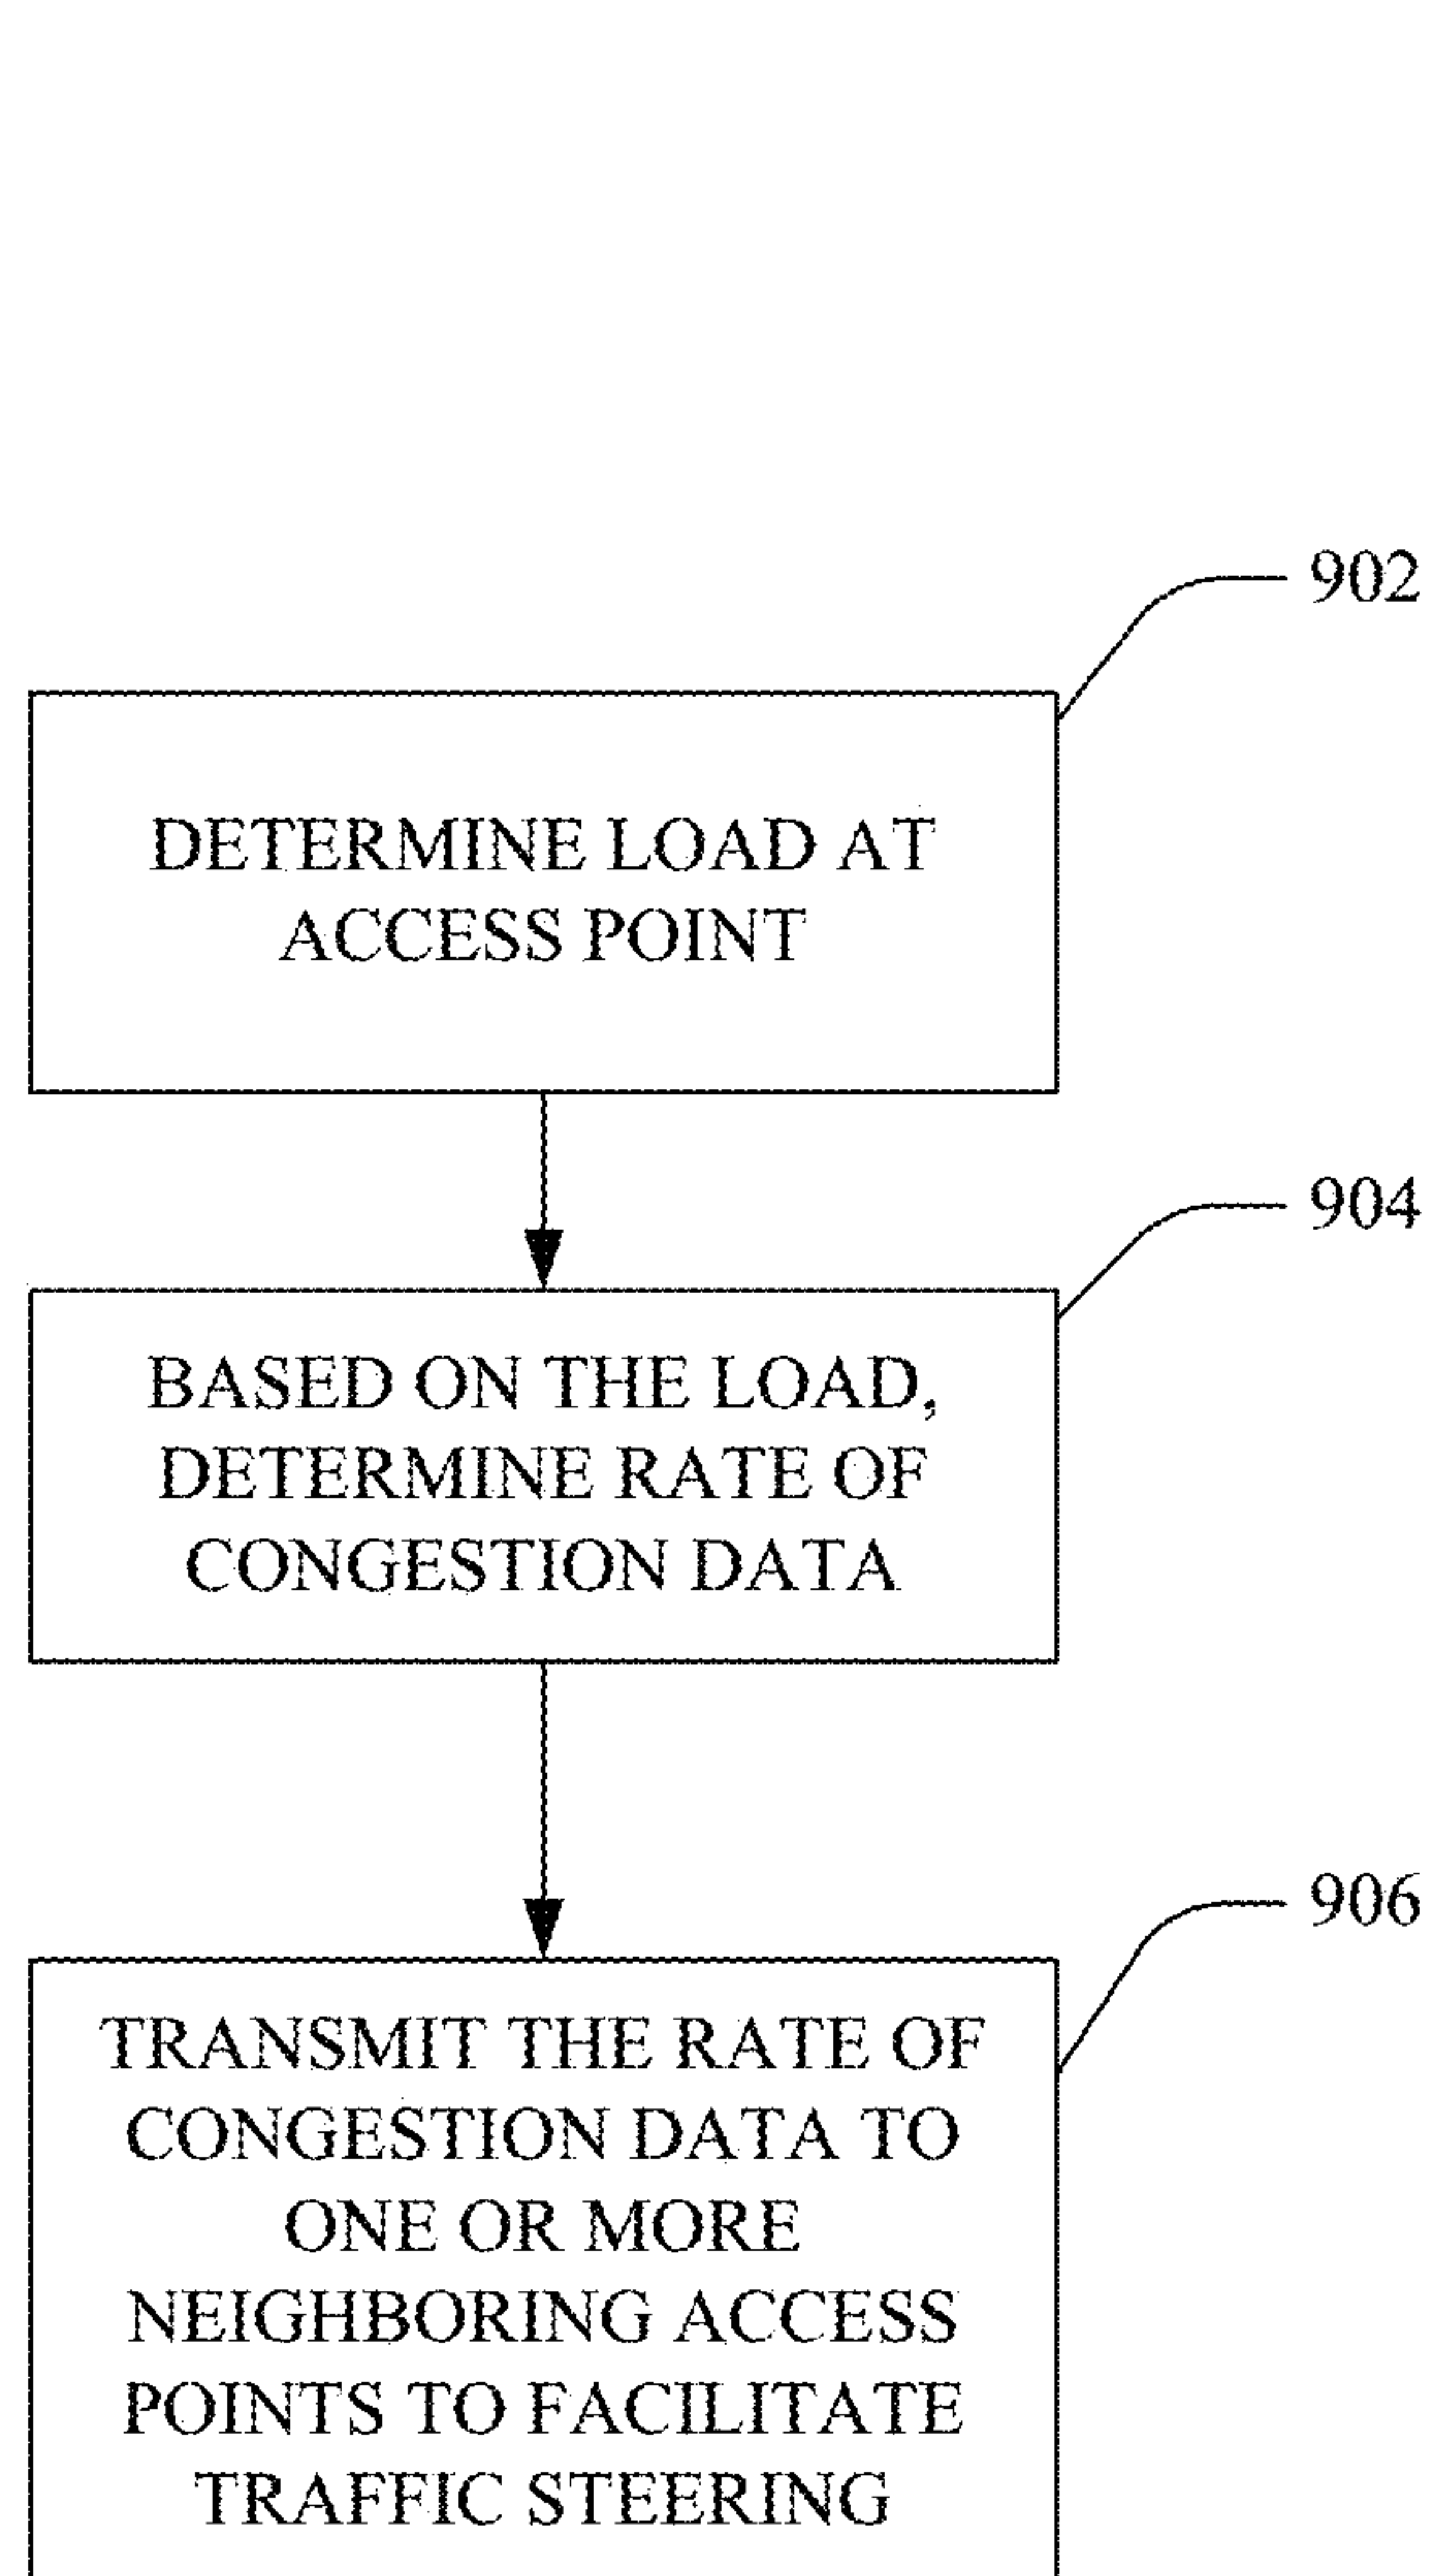 902
DETERMINE LOAD AT
ACCESS POINT
904
BASED ON THE LOAD,
DETERMINE RATE OF
CONGESTION DATA
906
TRANSMIT THE RATE OF
CONGESTION DATA TO
ONE OR MORE
NEIGHBORING ACCESS
POINTS TO FACILITATE
TRAFFIC STEERING